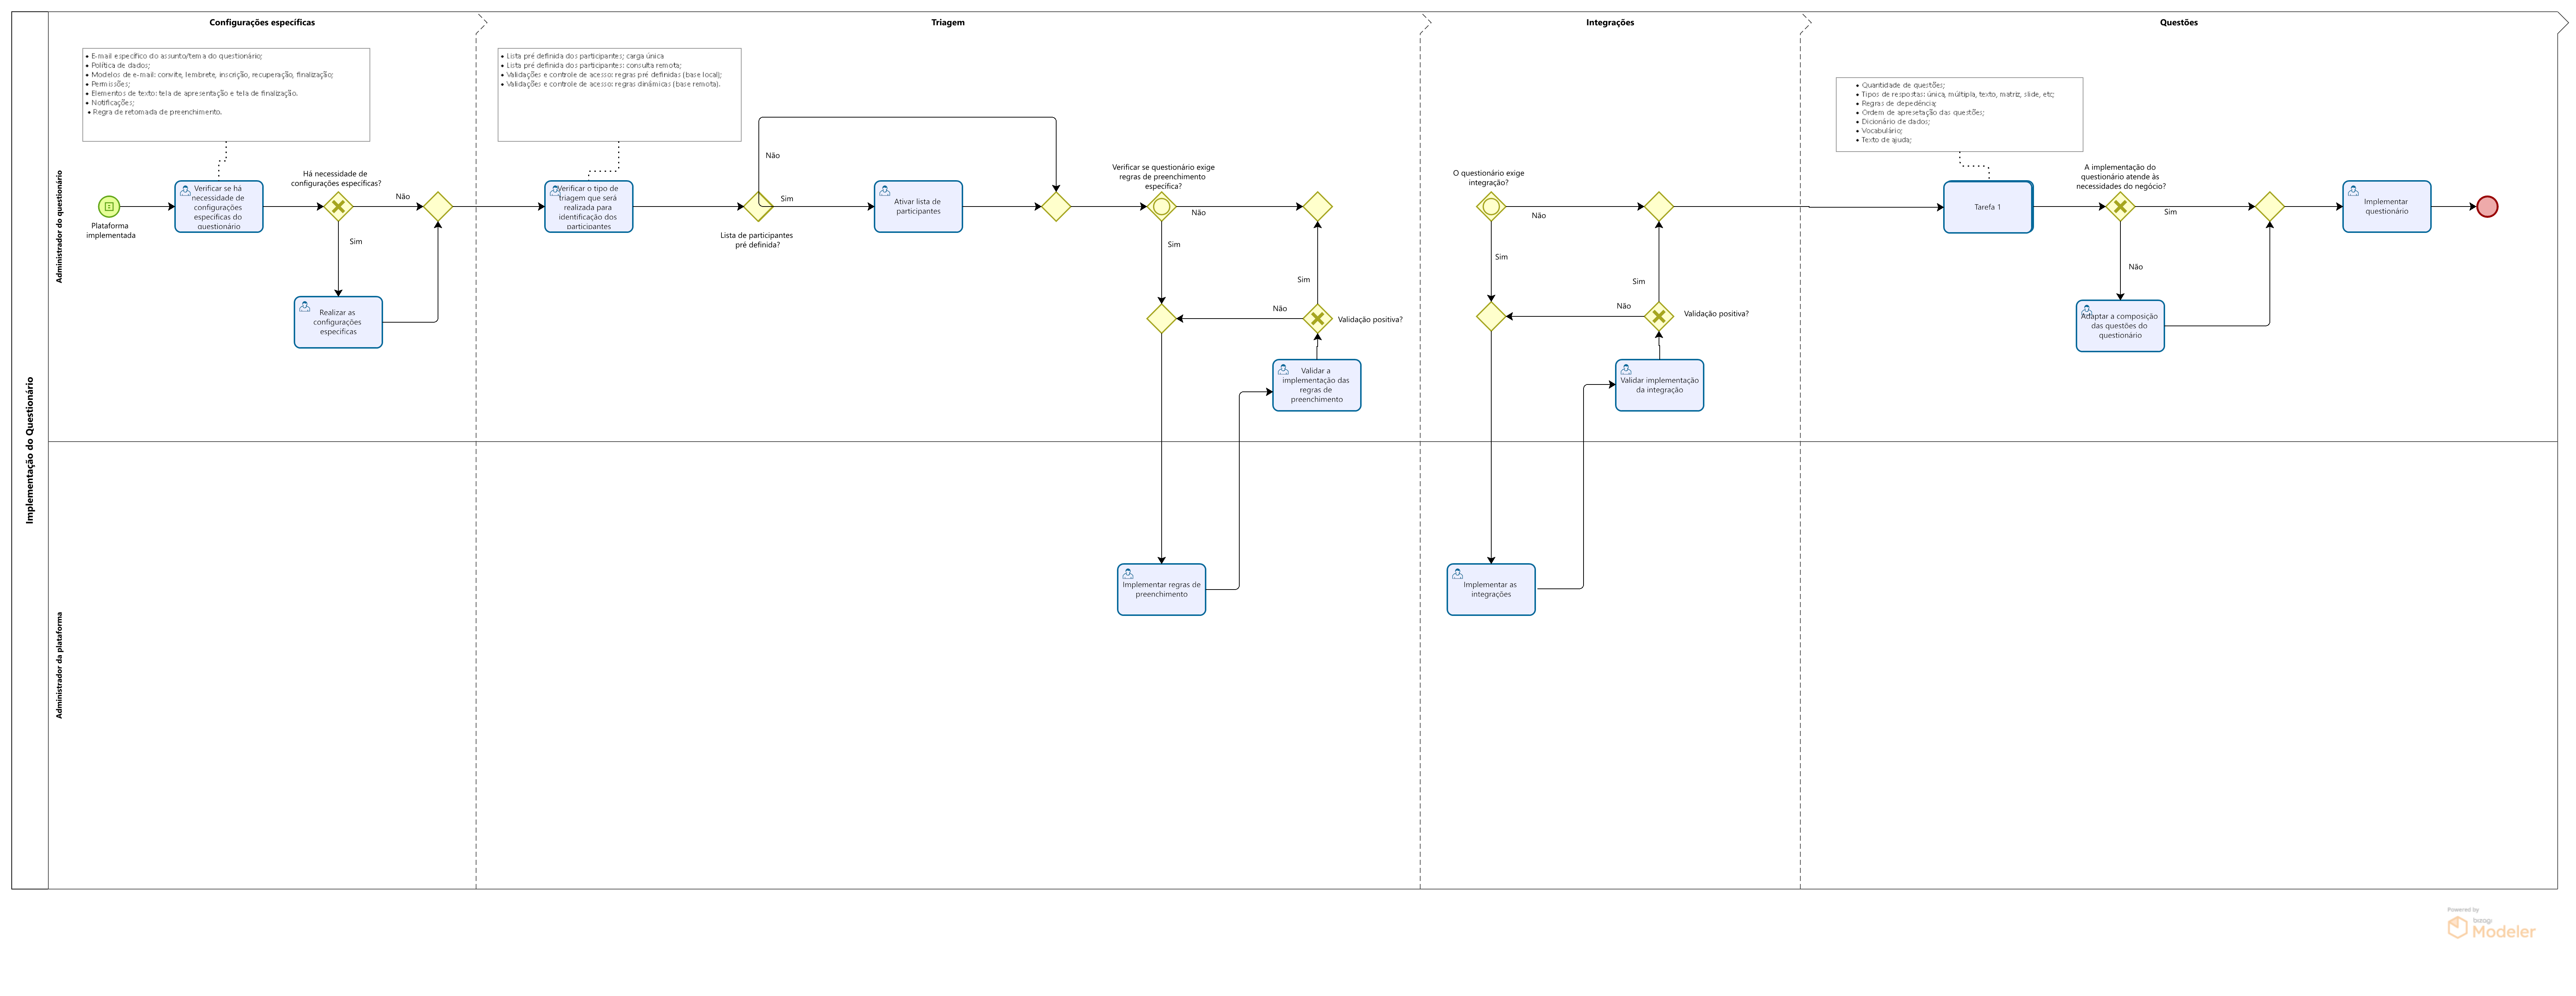 Implementação do Questionário
Administrador do questionário
Administrador da plataforma
Configurações específicas
Triagem
Integrações
Questões
• E-mail específico do assunto/tema do questionário;
• Política de dados;
• Modelos de e-mail: convite, lembrete, inscrição, recuperação, finalização;
• Permissões;
• Elementos de texto: tela de apresentação e tela de finalização.
• Notificações;
• Regra de retomada de preenchimento.
Plataforma
implementada
Verificar se há
necessidade de
configurações
específicas do
questionário
Há necessidade de
configurações específicas?
Não
Sim
Realizar as
configurações
específicas
• Lista pré definida dos participantes; carga única
• Lista pré definida dos participantes: consulta remota;
• Validações e controle de acesso: regras pré definidas (base local);
• Validações e controle de acesso: regras dinâmicas (base remota).
Verificar o tipo de
triagem que será
realizada para
identificação dos
participantes
Não
Sim
Lista de participantes
pré definida?
Ativar lista de
participantes
Verificar se questionário exige
regras de preenchimento
específica?
Não
Sim
Sim
Não
Validação positiva?
Validar a
implementação das
regras de
preenchimento
Implementar regras de
preenchimento
O questionário exige
integração?
Não
Sim
Sim
Não
Validação positiva?
Validar implementação
da integração
Implementar as
integrações
• Quantidade de questões;
• Tipos de respostas: única, múltipla, texto, matriz, slide, etc;
• Regras de depedência;
• Ordem de apresetação das questões;
• Dicionário de dados;
• Vocabulário;
• Texto de ajuda;
Tarefa 1
A implementação do
questionário atende às
necessidades do negócio?
Sim
Não
Adaptar a composição
das questões do
questionário
Implementar
questionário
Powered by
bizagi
Modeler